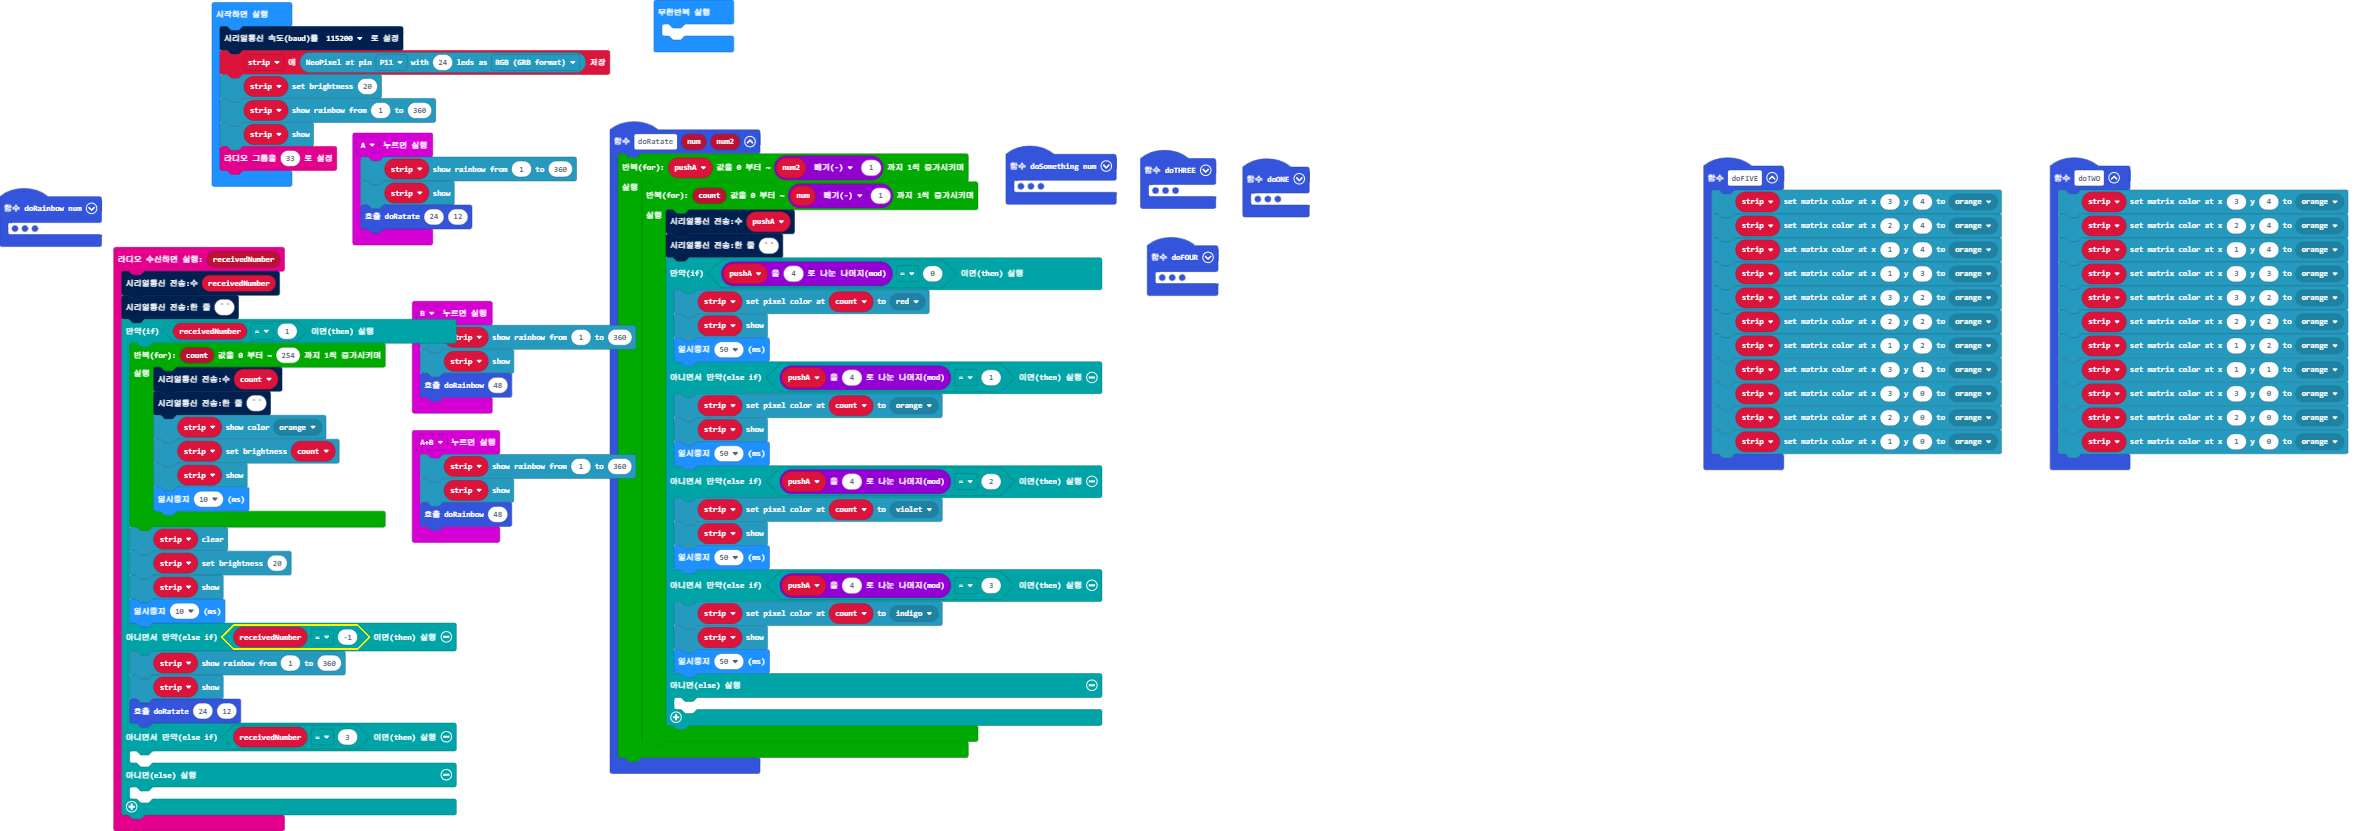 시작하면 실행
시리얼통신 속도(baud)를 115200 로 설정
strip 에 NeoPixel at pin P11 with 24 leds as RGB (GRB format) 저장
strip set brightness 20
strip show rainbow from 1 to 360
strip show
라디오 그룹을 33 로 설정
무한반복 실행
A 누르면 실행
strip show rainbow from 1 to 360
strip show
호출 doRatate 24 12
함수 doRainbow num
라디오 수신하면 실행: receivedNumber
시리얼통신 전송:수 receivedNumber
시리얼통신 전송:한 줄 " "
만약(if) receivedNumber = 1 이면(then) 실행
반복(for): count 값을 0 부터 ~ 254 까지 1씩 증가시키며
실행
시리얼통신 전송:수 count
시리얼통신 전송:한 줄 " "
strip show color orange
strip set brightness count
strip show
일시중지 10 (ms)
strip clear
strip set brightness 20
strip show
일시중지 10 (ms)
아니면서 만약(else if) receivedNumber = -1 이면(then) 실행
strip show rainbow from 1 to 360
strip show
호출 doRatate 24 12
아니면서 만약(else if) receivedNumber = 3 이면(then) 실행
아니면(else) 실행
B 누르면 실행
strip show rainbow from 1 to 360
strip show
호출 doRainbow 48
A+B 누르면 실행
strip show rainbow from 1 to 360
strip show
호출 doRainbow 48
함수 doRatate num num2
반복(for): pushA 값을 0 부터 ~ num2 빼기(-) 1 까지 1씩 증가시키며
실행
반복(for): count 값을 0 부터 ~ num 빼기(-) 1 까지 1씩 증가시키며
실행
시리얼통신 전송:수 pushA
시리얼통신 전송:한 줄 " "
만약(if) pushA 을 4 로 나눈 나머지(mod) = 0 이면(then) 실행
strip set pixel color at count to red
strip show
일시중지 50 (ms)
아니면서 만약(else if) pushA 을 4 로 나눈 나머지(mod) = 1 이면(then) 실행
strip set pixel color at count to orange
strip show
일시중지 50 (ms)
아니면서 만약(else if) pushA 을 4 로 나눈 나머지(mod) = 2 이면(then) 실행
strip set pixel color at count to violet
strip show
일시중지 50 (ms)
아니면서 만약(else if) pushA 을 4 로 나눈 나머지(mod) = 3 이면(then) 실행
strip set pixel color at count to indigo
strip show
일시중지 50 (ms)
아니면(else) 실행
함수 doSomething num
함수 doTHREE
함수 doONE
함수 doFOUR
함수 doFIVE
strip set matrix color at x 3 y 4 to orange
strip set matrix color at x 2 y 4 to orange
strip set matrix color at x 1 y 4 to orange
strip set matrix color at x 1 y 3 to orange
strip set matrix color at x 3 y 2 to orange
strip set matrix color at x 2 y 2 to orange
strip set matrix color at x 1 y 2 to orange
strip set matrix color at x 3 y 1 to orange
strip set matrix color at x 3 y 0 to orange
strip set matrix color at x 2 y 0 to orange
strip set matrix color at x 1 y 0 to orange
함수 doTWO
strip set matrix color at x 3 y 4 to orange
strip set matrix color at x 2 y 4 to orange
strip set matrix color at x 1 y 4 to orange
strip set matrix color at x 3 y 3 to orange
strip set matrix color at x 3 y 2 to orange
strip set matrix color at x 2 y 2 to orange
strip set matrix color at x 1 y 2 to orange
strip set matrix color at x 1 y 1 to orange
strip set matrix color at x 3 y 0 to orange
strip set matrix color at x 2 y 0 to orange
strip set matrix color at x 1 y 0 to orange